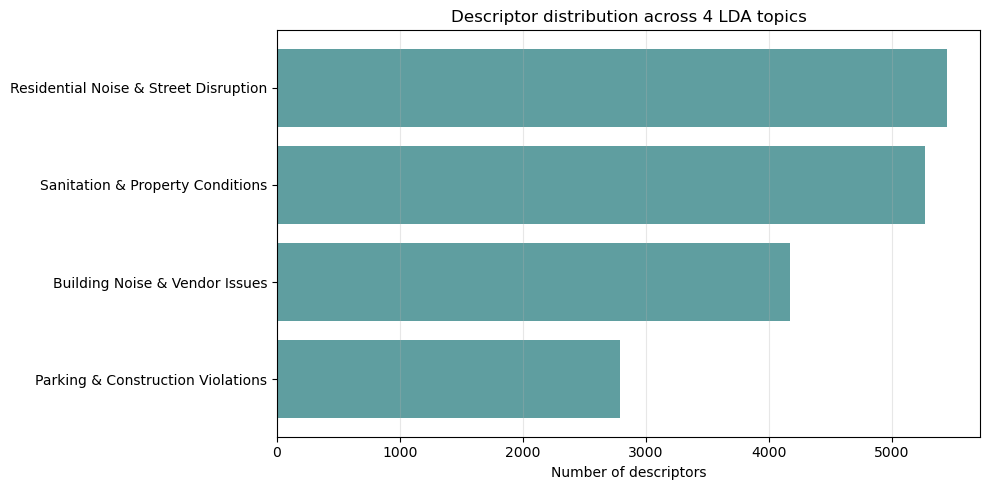 Descriptor distribution across 4 LDA topics
Residential Noise & Street Disruption
Sanitation & Property Conditions
Building Noise & Vendor Issues
Parking & Construction Violations
0 1000 2000 3000 4000 5000
Number of descriptors